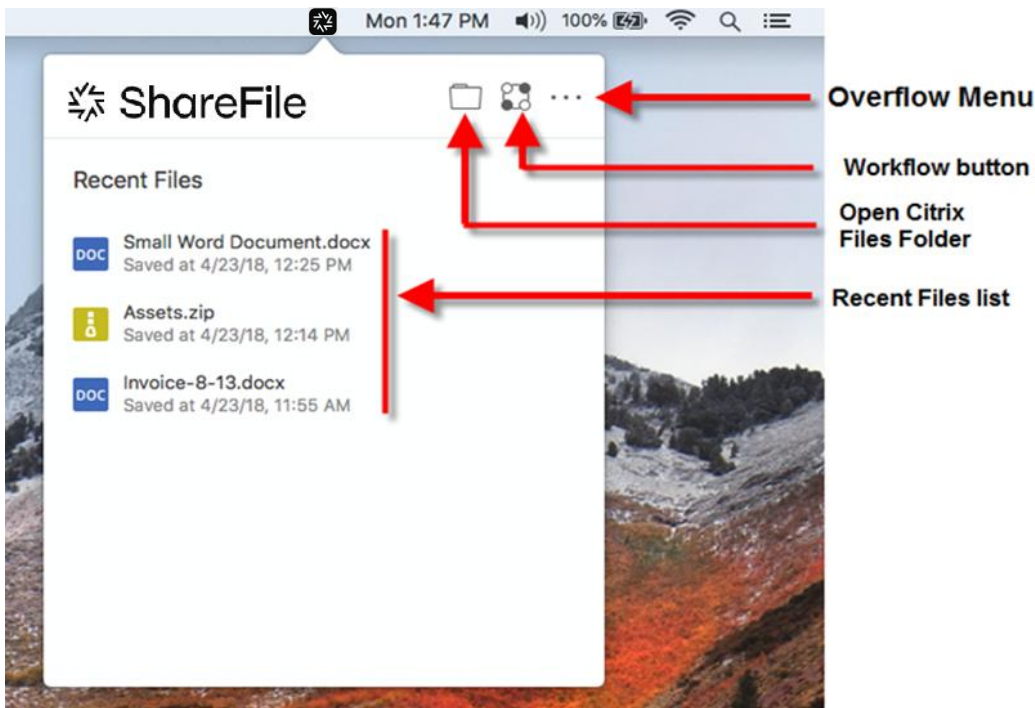 Mon 1:47 PM 100%
ShareFile
Overflow Menu
Workflow button
Open Citrix
Files Folder
Recent Files
Recent Files list
DOC
Small Word Document.docx
Saved at 4/23/18, 12:25 PM
Assets.zip
Saved at 4/23/18, 12:14 PM
DOC
Invoice-8-13.docx
Saved at 4/23/18, 11:55 AM